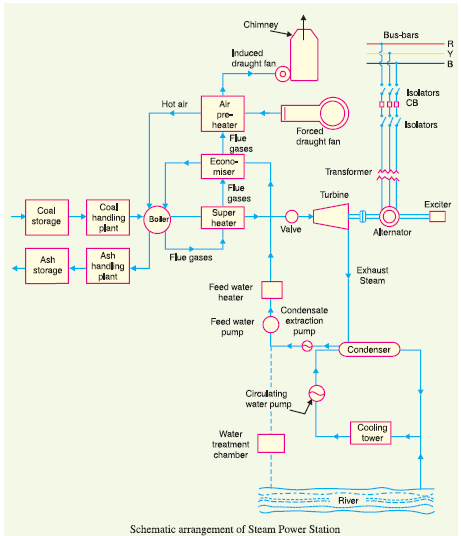 Chimney
Induced
draught fan
Bus-bars
R
Y
B
Isolators
CB
Isolators
Hot air
Air
pre-
heater
Forced
draught fan
Flue
gases
Econo-
miser
Transformer
Flue
gases
Turbine
Coal
storage
Coal
handling
plant
Boiler
Super
heater
Valve
Alternator
Exciter
Ash
storage
Ash
handling
plant
Flue gases
Exhaust
Steam
Feed water
heater
Feed water
pump
Condensate
extraction
pump
Condenser
Circulating
water pump
Cooling
tower
Water
treatment
chamber
River
Schematic arrangement of Steam Power Station